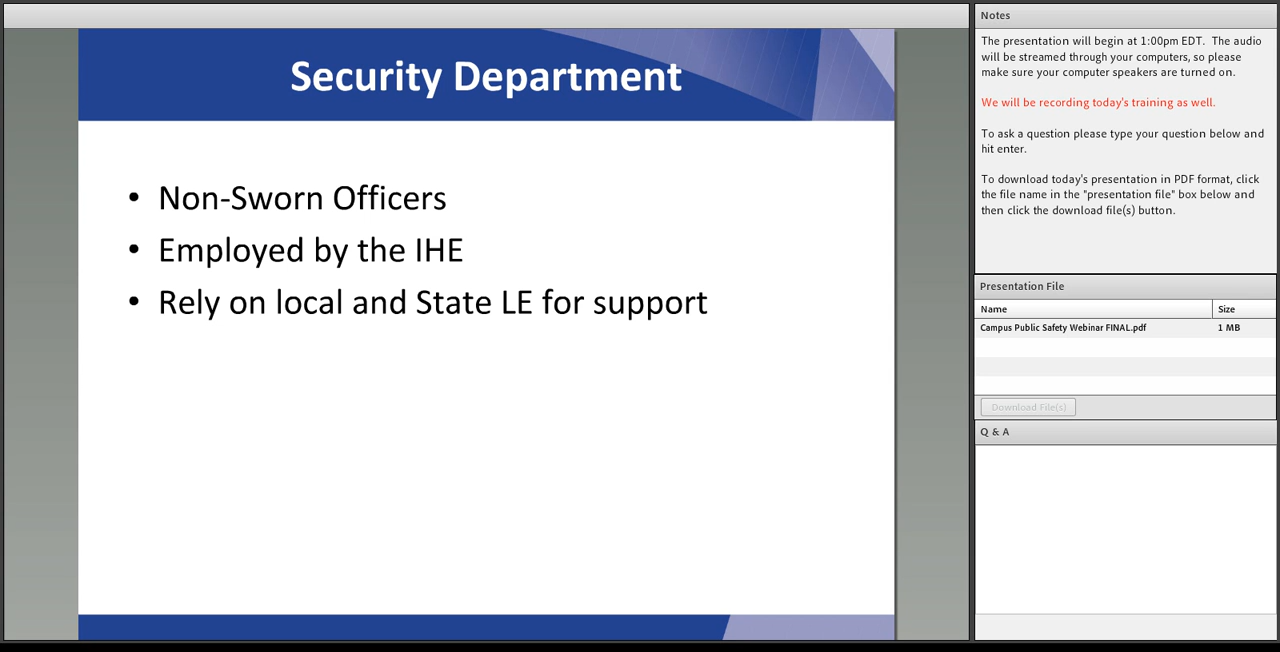 Security Department
• Non-Sworn Officers
• Employed by the IHE
• Rely on local and State LE for support
Notes
The presentation will begin at 1:00pm EDT.  The audio
will be streamed through your computers, so please
make sure your computer speakers are turned on.
We will be recording today's training as well.
To ask a question please type your question below and
hit enter.
To download today's presentation in PDF format, click
the file name in the "presentation file" box below and
then click the download file(s) button.
Presentation File
Name Size
Campus Public Safety Webinar FINAL.pdf 1 MB
Download File(s)
Q & A